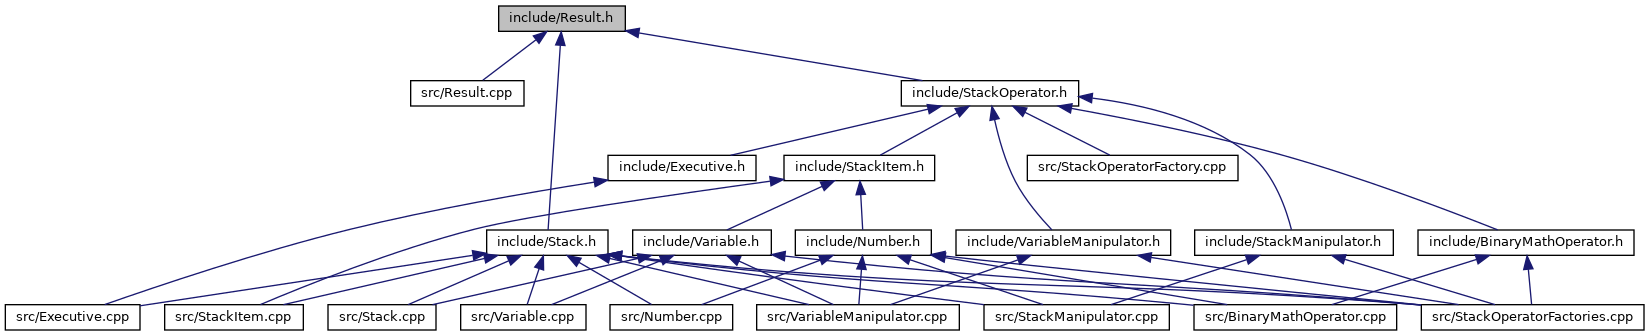 include/Result.h
src/Result.cpp
include/StackOperator.h
include/Executive.h
include/StackItem.h
src/StackOperatorFactory.cpp
include/Stack.h
include/Variable.h
include/Number.h
include/VariableManipulator.h
include/StackManipulator.h
include/BinaryMathOperator.h
src/Executive.cpp
src/StackItem.cpp
src/Stack.cpp
src/Variable.cpp
src/Number.cpp
src/VariableManipulator.cpp
src/StackManipulator.cpp
src/BinaryMathOperator.cpp
src/StackOperatorFactories.cpp